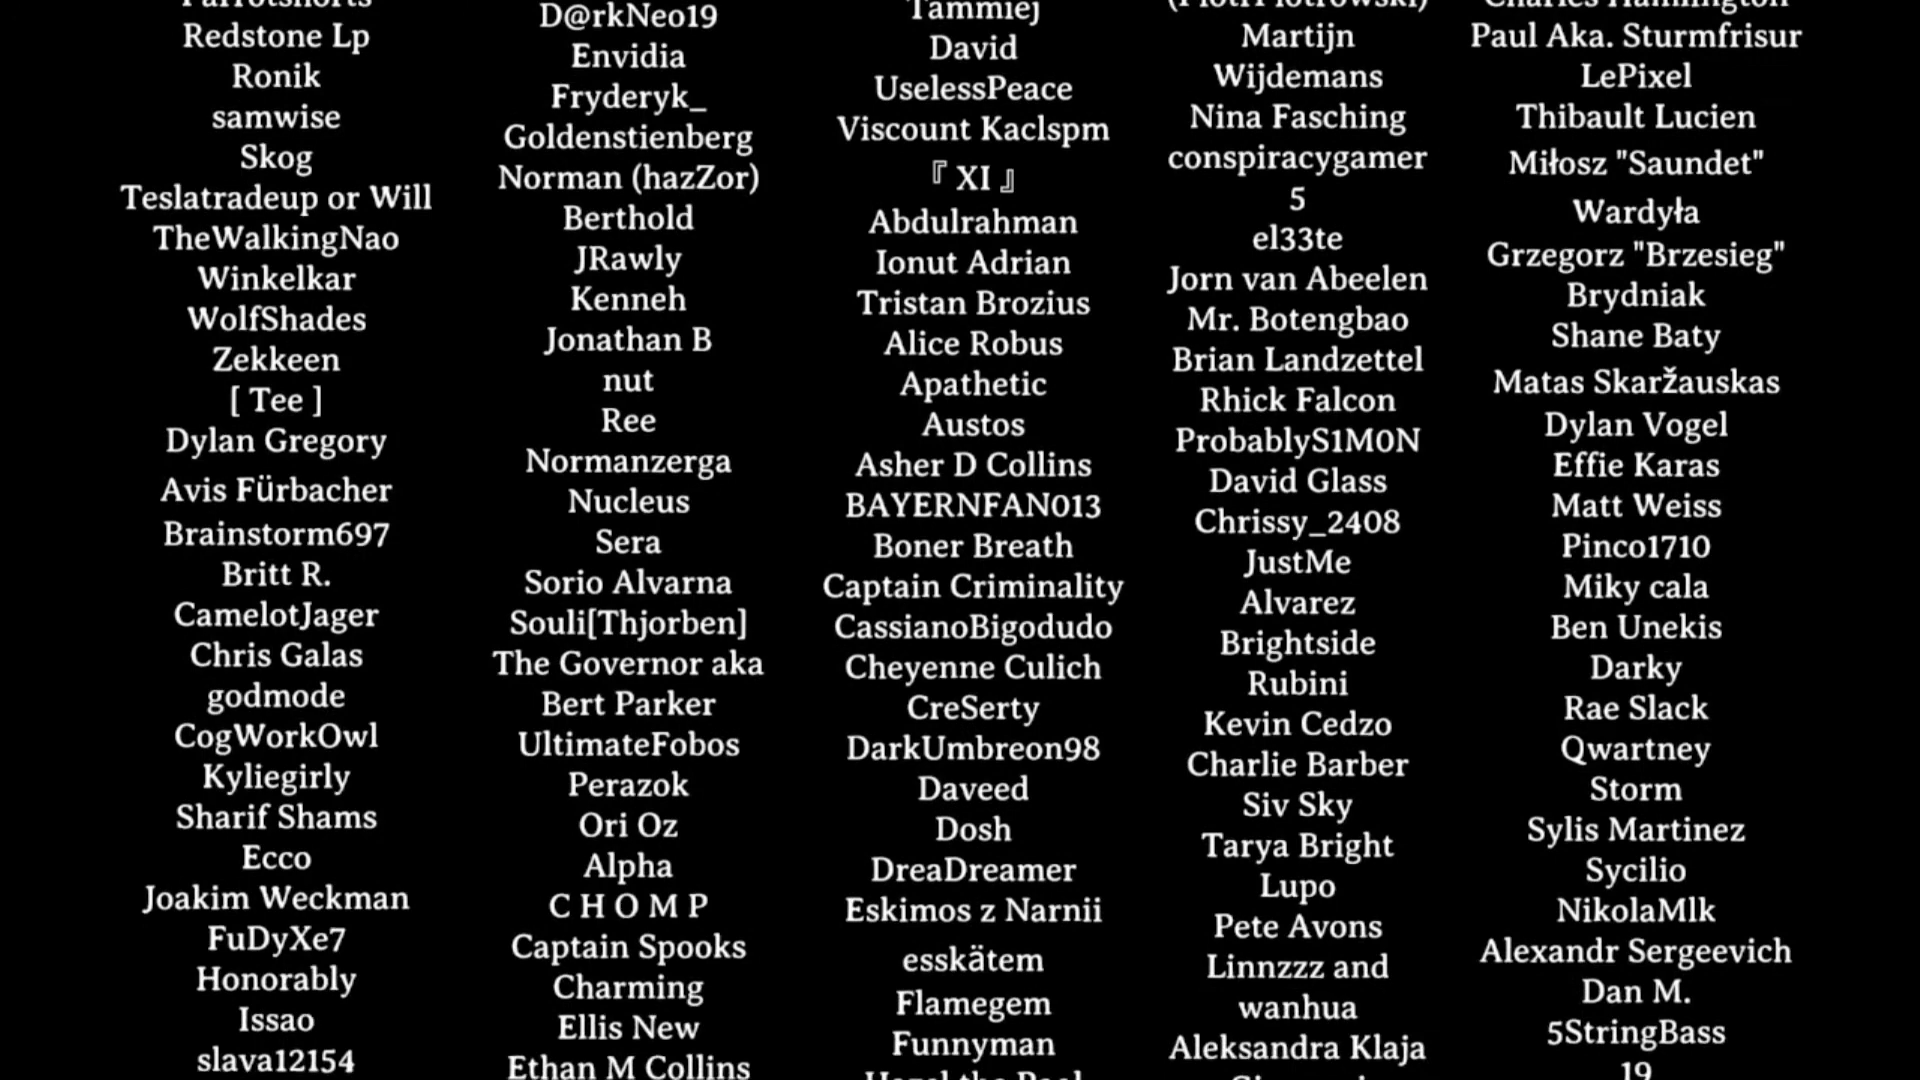 Redstone Lp
Ronik
samwise
Skog
Teslatradeup or Will
TheWalkingNao
Winkelkar
WolfShades
Zekkeen
[ Tee ]
Dylan Gregory
Avis Fürbacher
Brainstorm697
Britt R.
CamelotJager
Chris Galas
godmode
CogWorkOwl
Kyliegirly
Sharif Shams
Ecco
Joakim Weckman
FuDyXe7
Honorably
Issao
slava12154
D@rkNeo19
Envidia
Fryderyk_
Goldenstienberg
Norman (hazZor)
Berthold
JRawly
Kenneh
Jonathan B
nut
Ree
Normanzerga
Nucleus
Sera
Sorio Alvarna
Souli[Thjorben]
The Governor aka
Bert Parker
UltimateFobos
Perazok
Ori Oz
Alpha
C H O M P
Captain Spooks
Charming
Ellis New
Ethan M Collins
Tammiej
David
UselessPeace
Viscount Kaclspm
『 XI 』
Abdulrahman
Ionut Adrian
Tristan Brozius
Alice Robus
Apathetic
Austos
Asher D Collins
BAYERNFAN013
Boner Breath
Captain Criminality
CassianoBigodudo
Cheyenne Culich
CreSerty
DarkUmbreon98
Daveed
Dosh
DreaDreamer
Eskimos z Narnii
esskätem
Flamegem
Funnyman
Martijn
Wijdemans
Nina Fasching
conspiracygamer
5
el33te
Jorn van Abeelen
Mr. Botengbao
Brian Landzettel
Rhick Falcon
ProbablyS1M0N
David Glass
Chrissy_2408
JustMe
Alvarez
Brightside
Rubini
Kevin Cedzo
Charlie Barber
Siv Sky
Tarya Bright
Lupo
Pete Avons
Linnzzz and
wanhua
Aleksandra Klaja
Paul Aka. Sturmfrisur
LePixel
Thibault Lucien
Miłosz "Saundet"
Wardyła
Grzegorz "Brzesieg"
Brydniak
Shane Baty
Matas Skaržauskas
Dylan Vogel
Effie Karas
Matt Weiss
Pinco1710
Miky cala
Ben Unekis
Darky
Rae Slack
Qwartney
Storm
Sylis Martinez
Sycilio
NikolaMlk
Alexandr Sergeevich
Dan M.
5StringBass
19